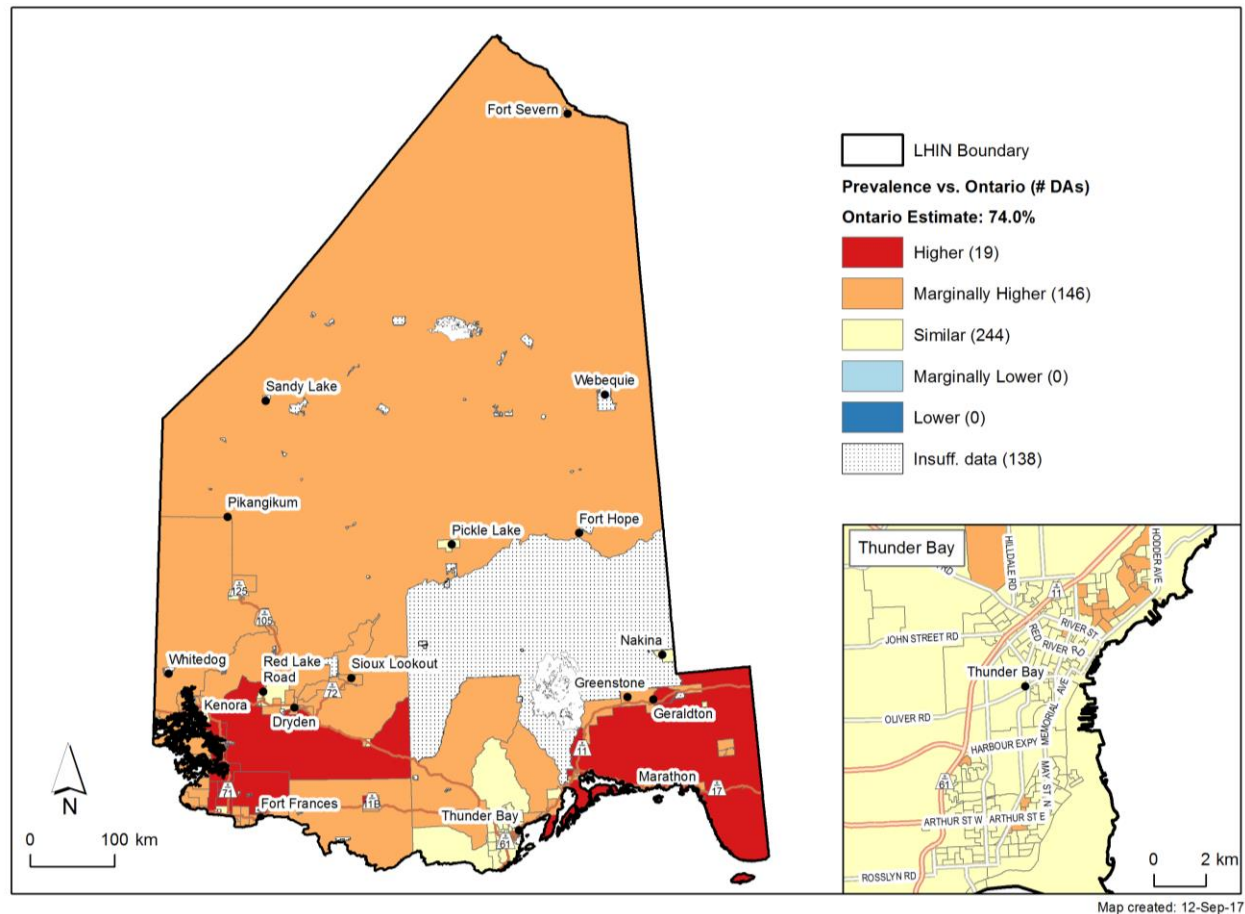 Fort Severn
Sandy Lake
Webequie
Pikangikum
Pickle Lake
Fort Hope
125
105
Whitedog
Red Lake
Road
Sioux Lookout
72
Nakina
Kenora
Dryden
Greenstone
Geraldton
11
71
Fort Frances
11B
Marathon
17
Thunder Bay
61
N
0 100 km
LHIN Boundary
Prevalence vs. Ontario (# DAs)
Ontario Estimate: 74.0%
Higher (19)
Marginally Higher (146)
Similar (244)
Marginally Lower (0)
Lower (0)
Insuff. data (138)
Thunder Bay
HILLDALE RD
HODDER AVE
RD
11
JOHN STREET RD
RIVER ST
RED RIVER RD
Thunder Bay
MEMORIAL AVE
OLIVER RD
HARBOUR EXPY
61
MAY ST. N
ARTHUR ST W
ARTHUR ST E
ROSSLYN RD
0 2 km
Map created: 12-Sep-17